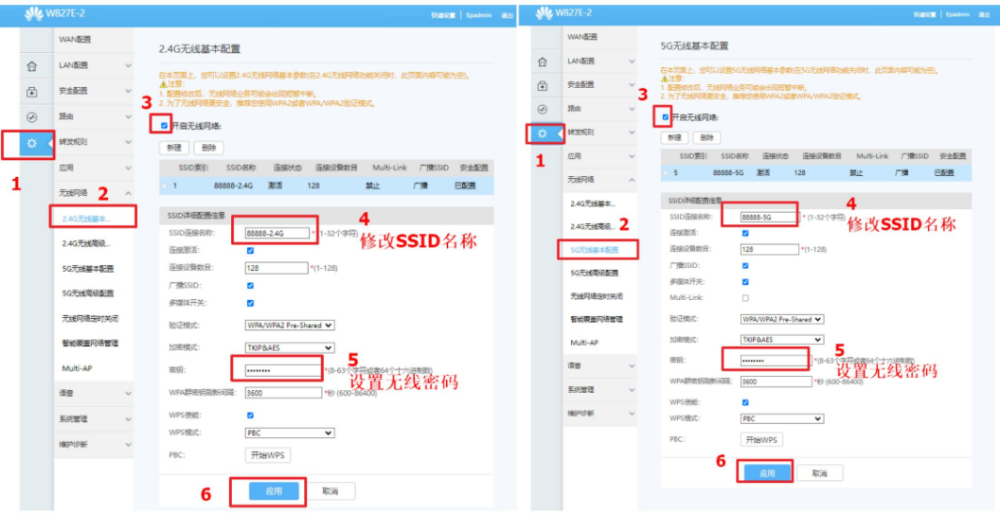 W827E-2
快速设置 | Epadmin 退出
WAN配置
LAN配置
安全配置
路由
转发规则
应用
无线网络
2.4G无线基本...
2.4G无线高级...
5G无线基本配置
5G无线高级配置
无线网络定时关闭
智能覆盖网络管理
Multi-AP
语音
系统管理
维护诊断
1
2
2.4G无线基本配置
在本页面上，您可以设置2.4G无线网络基本参数(在2.4G无线网络功能关闭时，此页面内容可能为空)。
注意:
1. 配置修改后，无线网络业务可能会出现短暂中断。
2. 为了无线网络更安全，推荐您使用WPA2或者WPA/WPA2验证模式。
3
开启无线网络:
新建 删除
SSID索引 SSID名称 连接状态 连接设备数目 Multi-Link 广播SSID 安全配置
1 88888-2.4G 激活 128 禁止 广播 已配置
SSID详细配置信息
SSID连接名称: 88888-2.4G *(1-32个字符)
4
修改SSID名称
连接激活:
连接设备数目: 128 *(1-128)
广播SSID:
多媒体开关:
验证模式: WPA/WPA2 Pre-Shared
加密模式: TKIP&AES
密钥: •••••••• *(8-63个字符或者64个十六进制数)
5
设置无线密码
WPA群密钥刷新间隔: 3600 *秒 (600-86400)
WPS使能:
WPS模式: PBC
PBC: 开始WPS
6
应用 取消
W827E-2
快速设置 | Epadmin 退出
WAN配置
LAN配置
安全配置
路由
转发规则
应用
无线网络
2.4G无线基本...
2.4G无线高级...
5G无线基本配置
5G无线高级配置
无线网络定时关闭
智能覆盖网络管理
Multi-AP
语音
系统管理
维护诊断
1
2
5G无线基本配置
在本页面上，您可以设置5G无线网络基本参数(在5G无线网络功能关闭时，此页面内容可能为空)。
注意:
1. 配置修改后，无线网络业务可能会出现短暂中断。
2. 为了无线网络更安全，推荐您使用WPA2或者WPA/WPA2验证模式。
3
开启无线网络:
新建 删除
SSID索引 SSID名称 连接状态 连接设备数目 Multi-Link 广播SSID 安全配置
5 88888-5G 激活 128 禁止 广播 已配置
SSID详细配置信息
SSID连接名称: 88888-5G * (1-32个字符)
4
修改SSID名称
连接激活:
连接设备数目: 128 *(1-128)
广播SSID:
多媒体开关:
Multi-Link:
验证模式: WPA/WPA2 Pre-Shared
加密模式: TKIP&AES
密钥: •••••••• *(8-63个字符或者64个十六进制数)
5
设置无线密码
WPA群密钥刷新间隔: 3600 *秒 (600-86400)
WPS使能:
WPS模式: PBC
PBC: 开始WPS
6
应用 取消